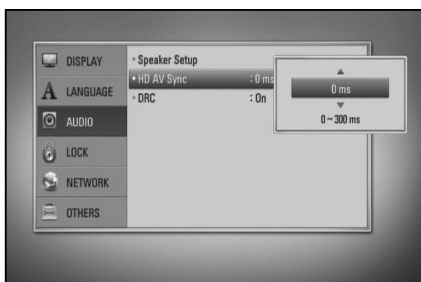 DISPLAY
LANGUAGE
AUDIO
LOCK
NETWORK
OTHERS
Speaker Setup
HD AV Sync : 0 ms
DRC : On
0 ms
0 ~ 300 ms